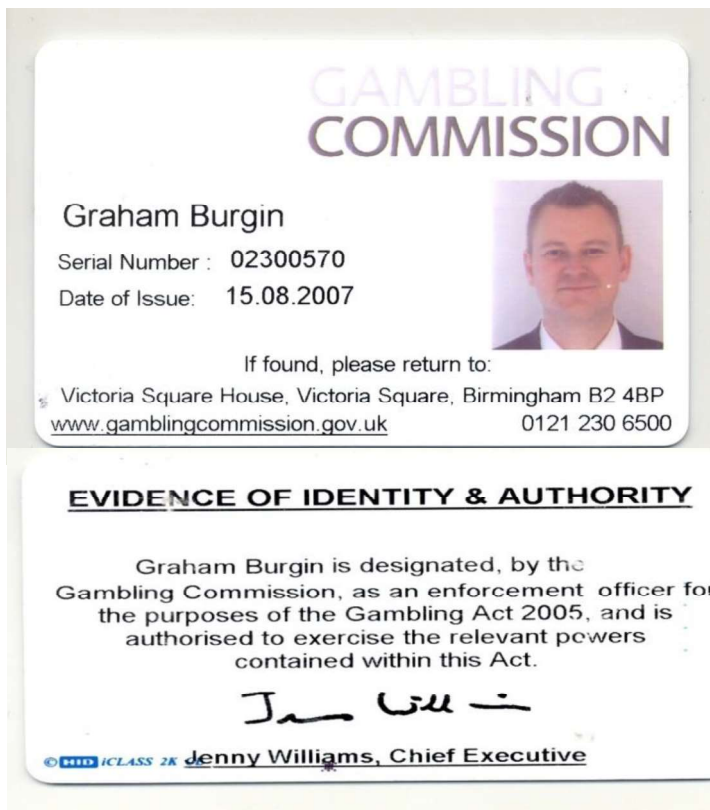 GAMBLING
COMMISSION
Graham Burgin
Serial Number : 02300570
Date of Issue: 15.08.2007
If found, please return to:
Victoria Square House, Victoria Square, Birmingham B2 4BP
www.gamblingcommission.gov.uk 0121 230 6500
EVIDENCE OF IDENTITY & AUTHORITY
Graham Burgin is designated, by the
Gambling Commission, as an enforcement officer for
the purposes of the Gambling Act 2005, and is
authorised to exercise the relevant powers
contained within this Act.
© HID iCLASS 2K Jenny Williams, Chief Executive